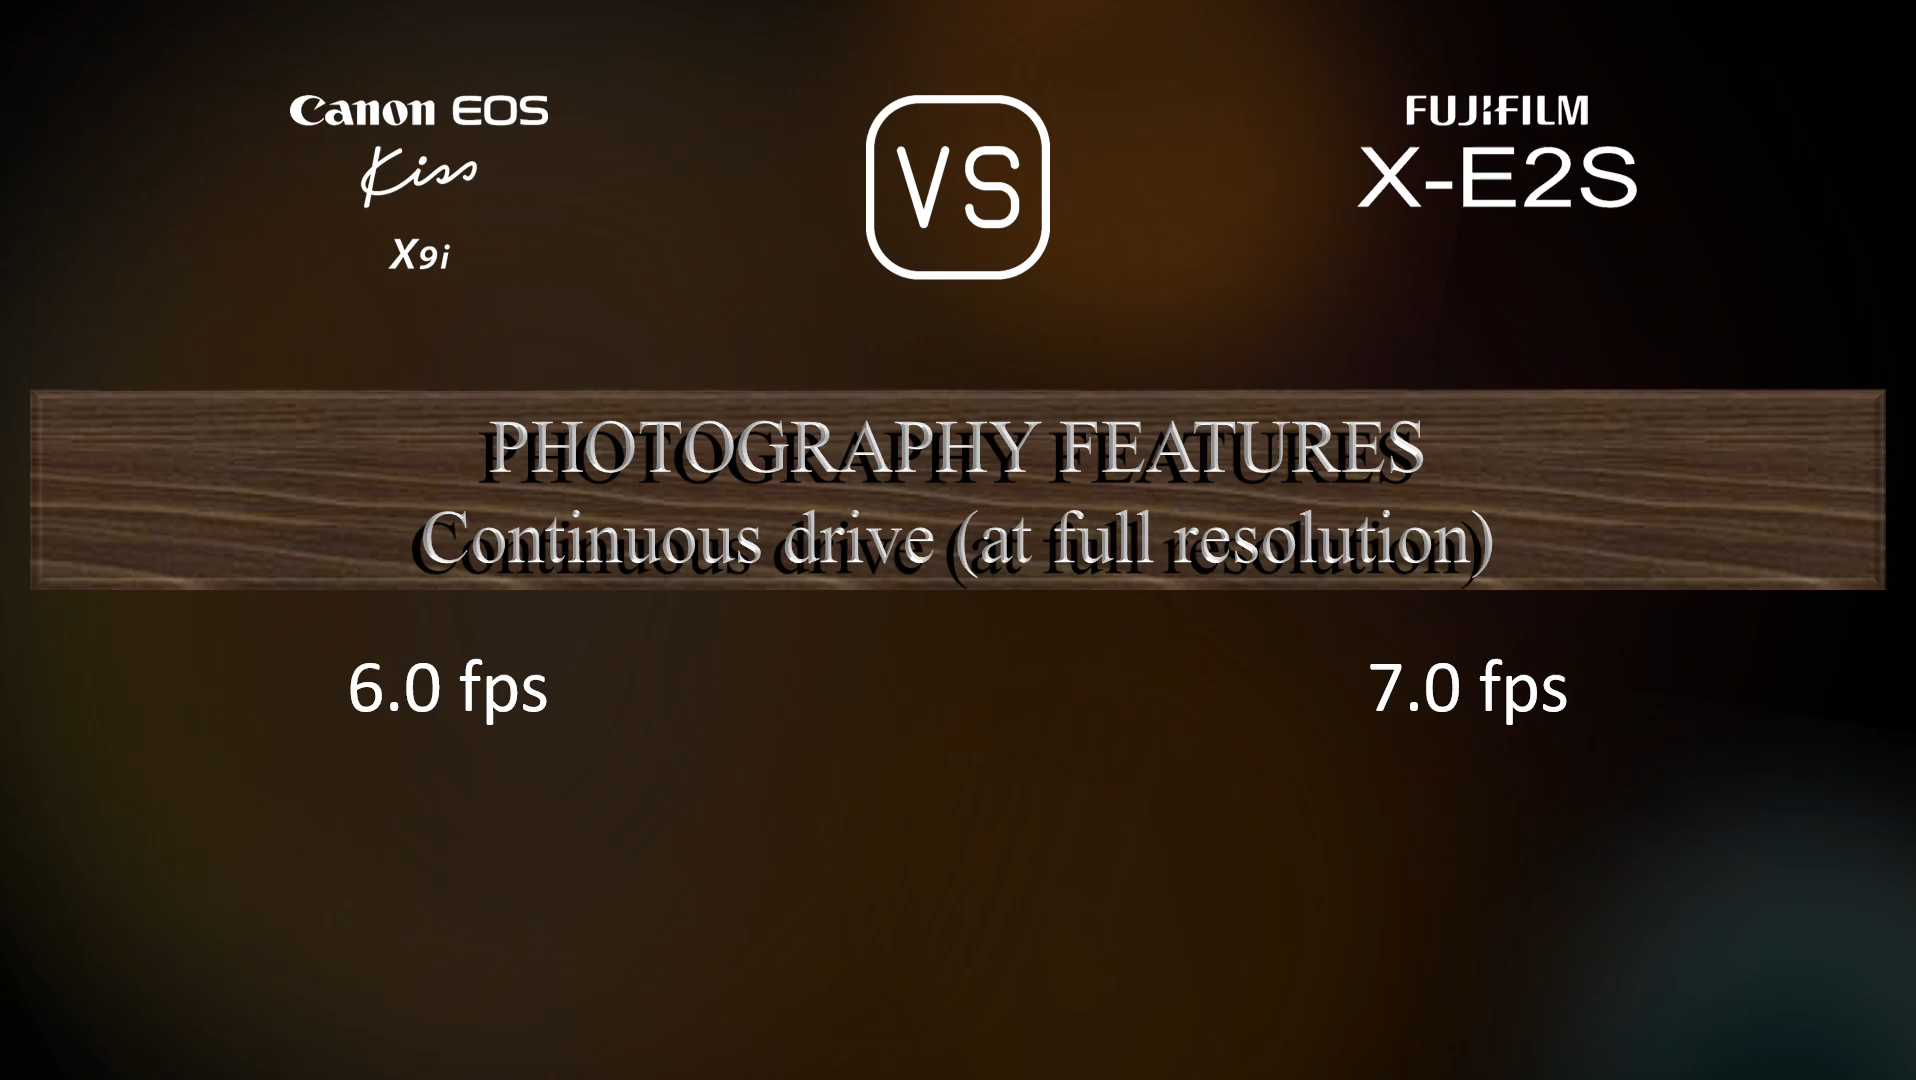 Canon EOS
Kiss
X9i
VS
FUJIFILM
X-E2S
PHOTOGRAPHY FEATURES
Continuous drive (at full resolution)
6.0 fps
7.0 fps